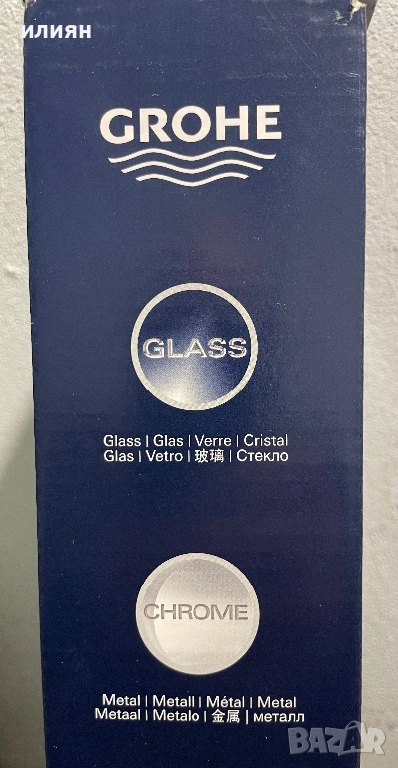 илиян
GROHE
GLASS
Glass | Glas | Verre | Cristal
Glas | Vetro | 玻璃 | Стекло
CHROME
Metal | Metall | Métal | Metal
Metaal | Metalo | 金属 | металл
BAZAR